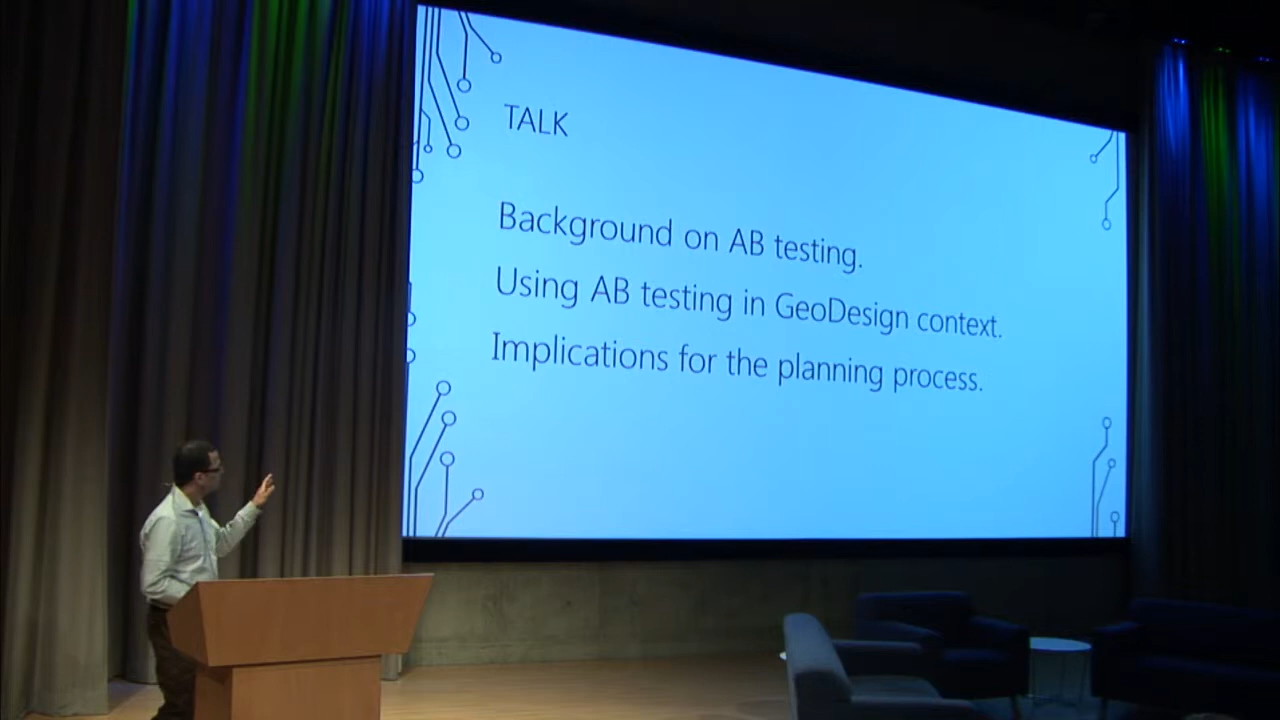 TALK
Background on AB testing.
Using AB testing in GeoDesign context.
Implications for the planning process.